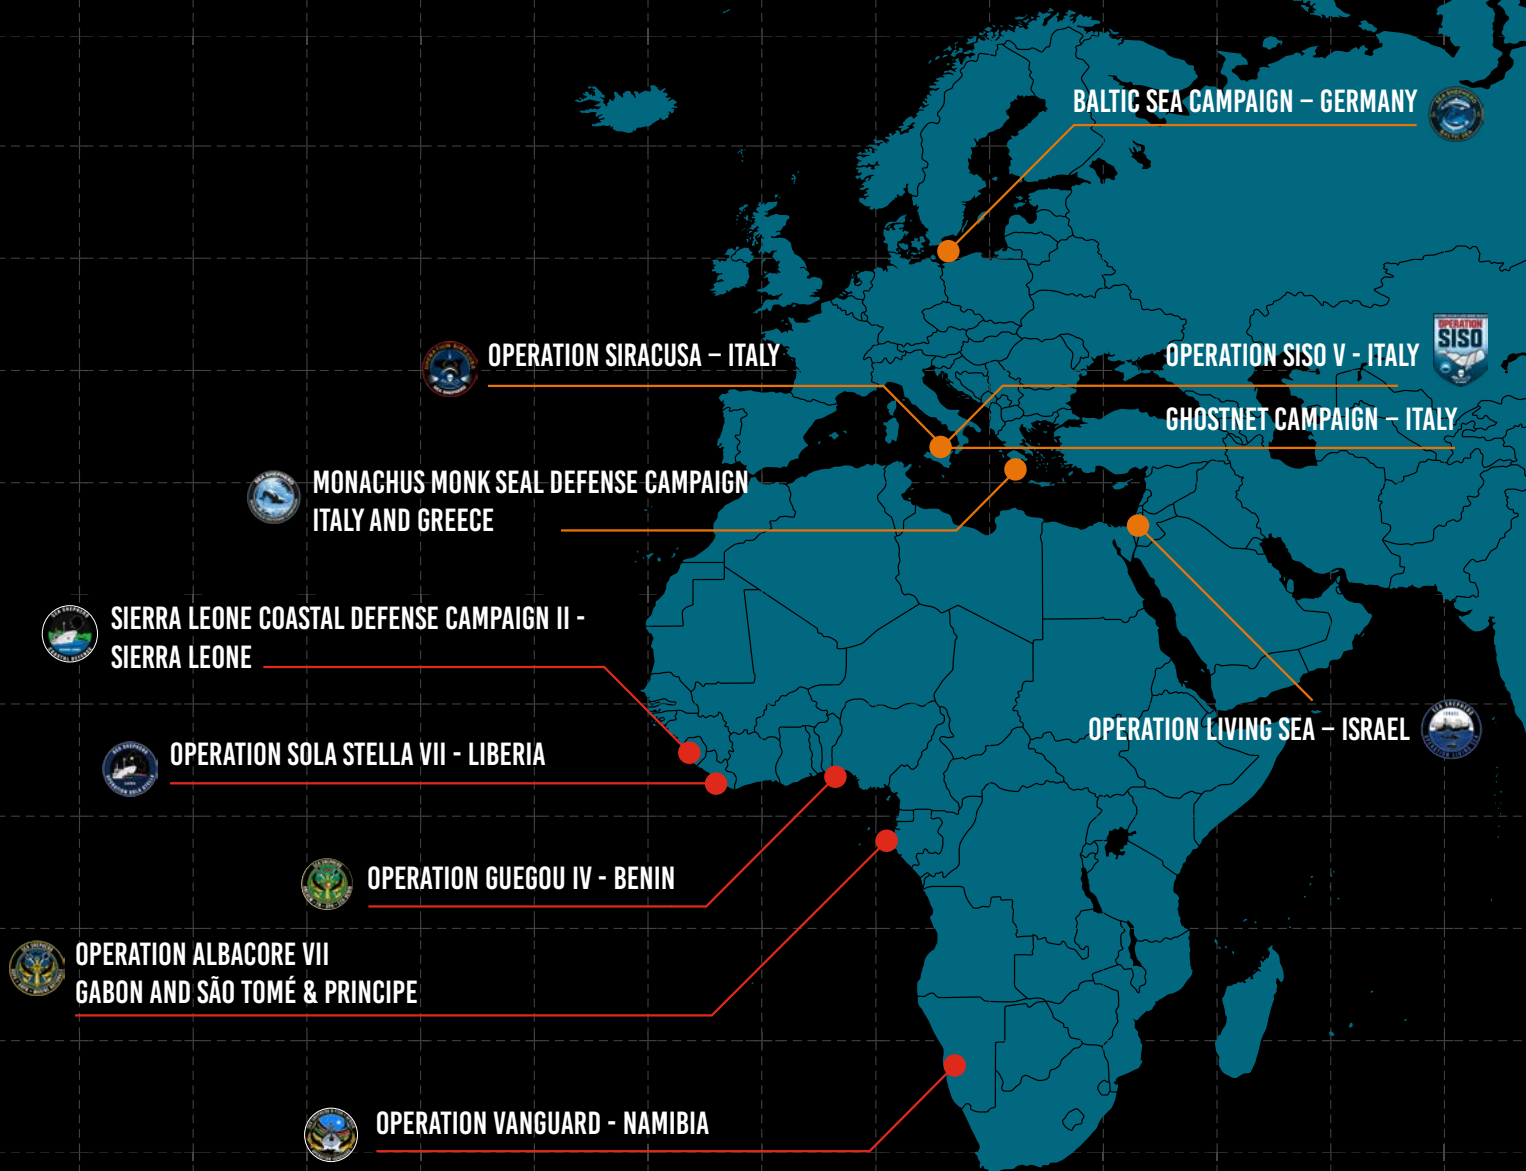 BALTIC SEA CAMPAIGN – GERMANY
OPERATION SIRACUSA – ITALY
OPERATION SISO V - ITALY
OPERATION
SISO
GHOSTNET CAMPAIGN – ITALY
MONACHUS MONK SEAL DEFENSE CAMPAIGN
ITALY AND GREECE
SIERRA LEONE COASTAL DEFENSE CAMPAIGN II -
SIERRA LEONE
OPERATION LIVING SEA – ISRAEL
OPERATION SOLA STELLA VII - LIBERIA
OPERATION GUEGOU IV - BENIN
OPERATION ALBACORE VII
GABON AND SÃO TOMÉ & PRINCIPE
OPERATION VANGUARD - NAMIBIA